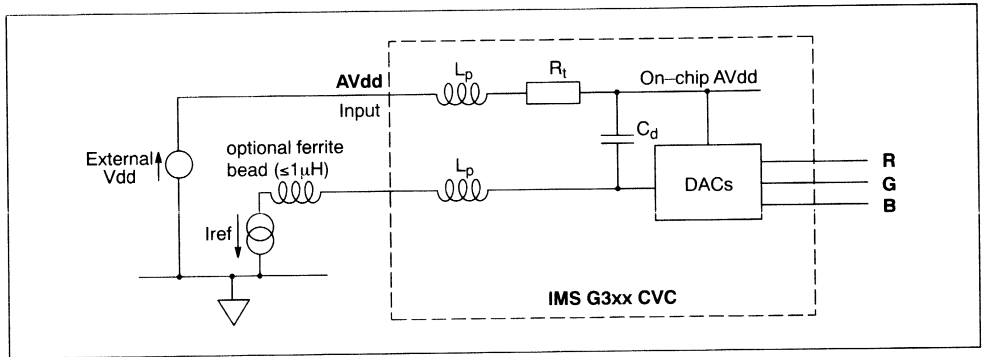 AVdd
Input
Lp
Rt
On–chip AVdd
Cd
External
Vdd
optional ferrite
bead (≤1μH)
Lp
DACs
R
G
B
Iref
IMS G3xx CVC